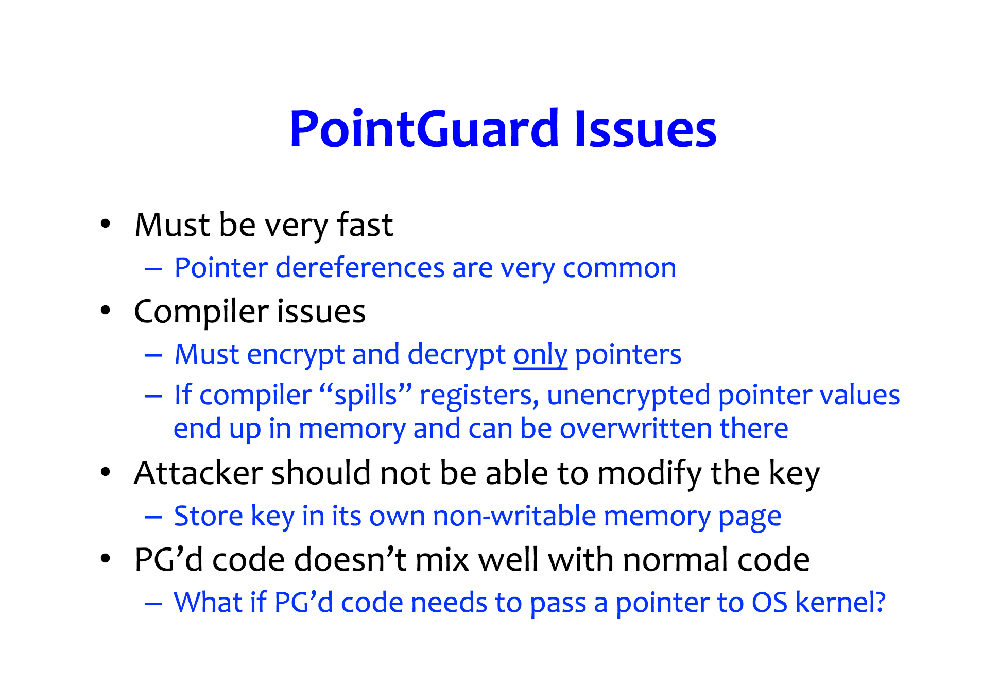 PointGuard Issues
• Must be very fast
– Pointer dereferences are very common
• Compiler issues
– Must encrypt and decrypt only pointers
– If compiler “spills” registers, unencrypted pointer values
end up in memory and can be overwritten there
• Attacker should not be able to modify the key
– Store key in its own non-writable memory page
• PG’d code doesn’t mix well with normal code
– What if PG’d code needs to pass a pointer to OS kernel?